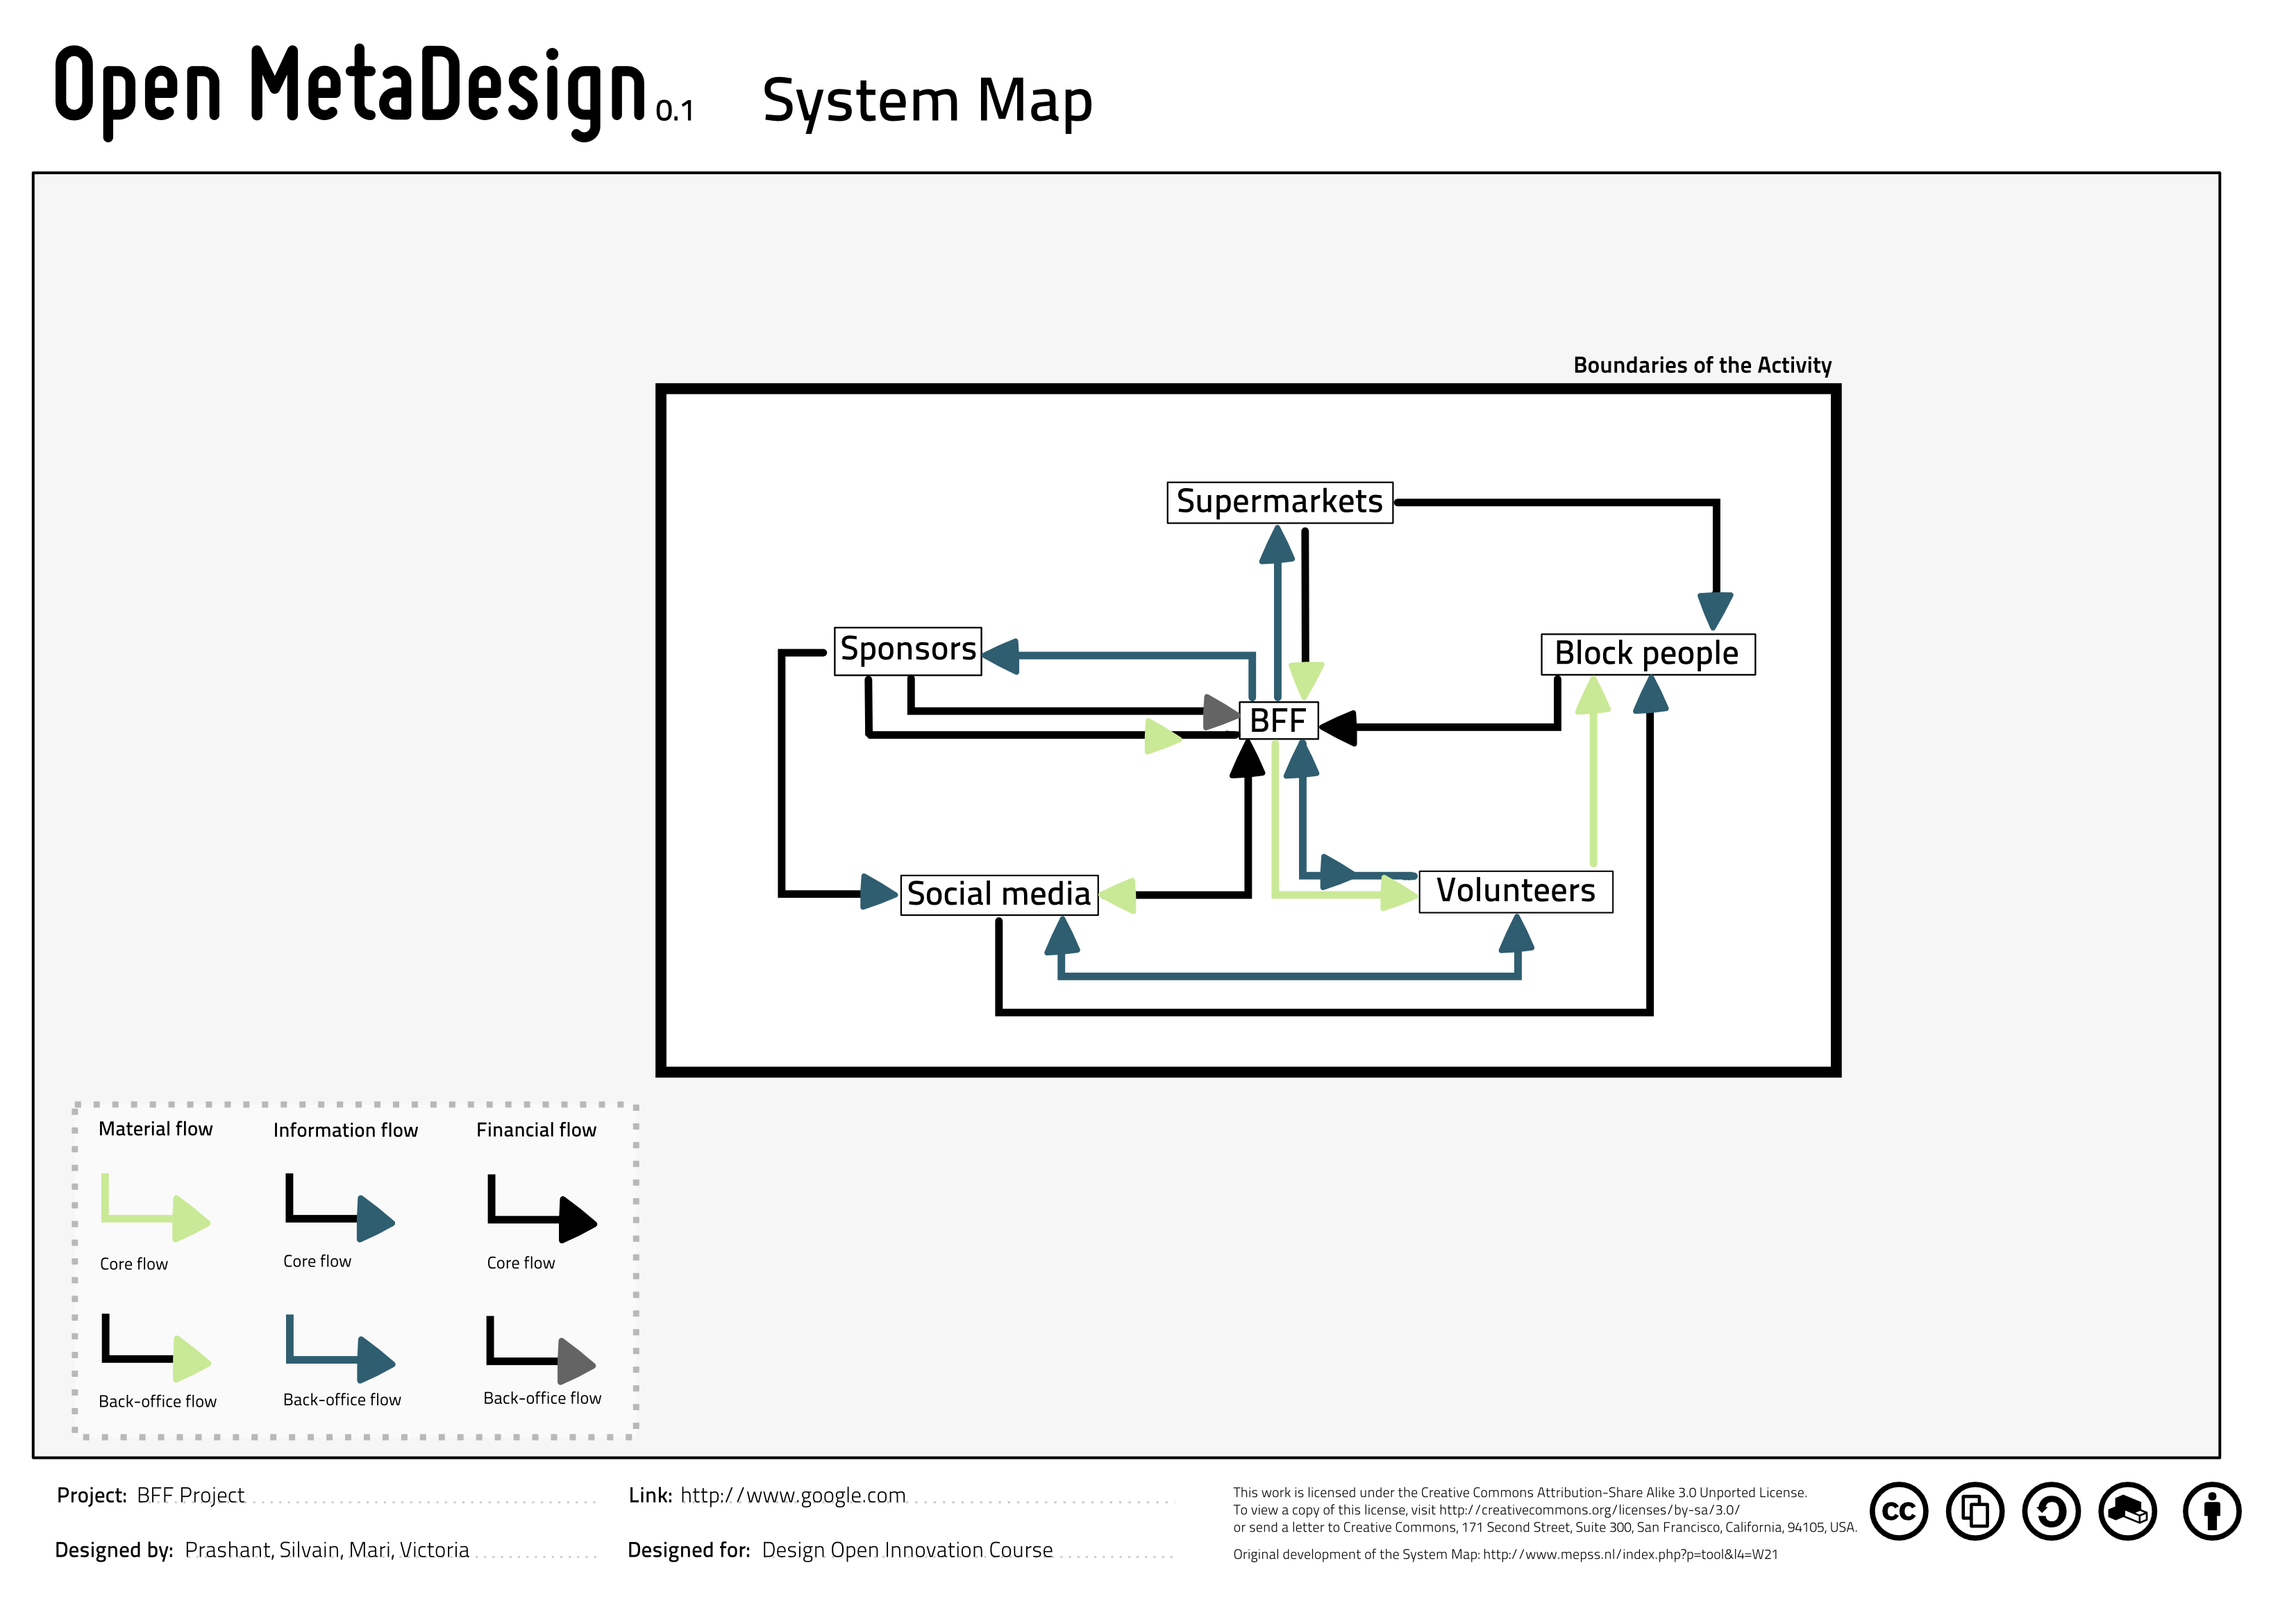 Open MetaDesign 0.1 System Map
Boundaries of the Activity
Supermarkets
Sponsors
Block people
BFF
Social media
Volunteers
Material flow Information flow Financial flow
Core flow Core flow Core flow
Back-office flow Back-office flow Back-office flow
Project: BFF Project
Link: http://www.google.com
Designed by: Prashant, Silvain, Mari, Victoria
Designed for: Design Open Innovation Course
This work is licensed under the Creative Commons Attribution-Share Alike 3.0 Unported License.
To view a copy of this license, visit http://creativecommons.org/licenses/by-sa/3.0/
or send a letter to Creative Commons, 171 Second Street, Suite 300, San Francisco, California, 94105, USA.
Original development of the System Map: http://www.mepss.nl/index.php?p=tool&l4=W21
cc